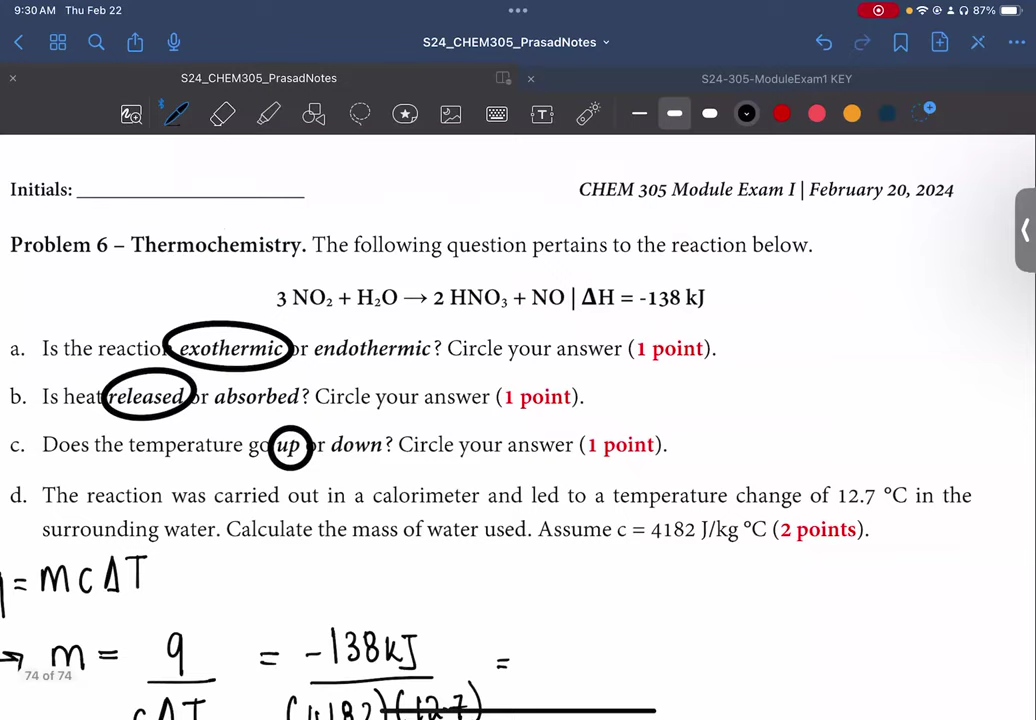 9:30 AM Thu Feb 22
87%
S24_CHEM305_PrasadNotes
S24_CHEM305_PrasadNotes
S24-305-ModuleExam1 KEY
Initials: ____________________
CHEM 305 Module Exam I | February 20, 2024
Problem 6 – Thermochemistry. The following question pertains to the reaction below.
3 NO₂ + H₂O → 2 HNO₃ + NO | ΔH = -138 kJ
a. Is the reaction exothermic or endothermic? Circle your answer (1 point).
b. Is heat released or absorbed? Circle your answer (1 point).
c. Does the temperature go up or down? Circle your answer (1 point).
d. The reaction was carried out in a calorimeter and led to a temperature change of 12.7 °C in the
surrounding water. Calculate the mass of water used. Assume c = 4182 J/kg °C (2 points).
= mcΔT
→ m = q = -138kJ =
cΔT (4182)(12.7)
74 of 74